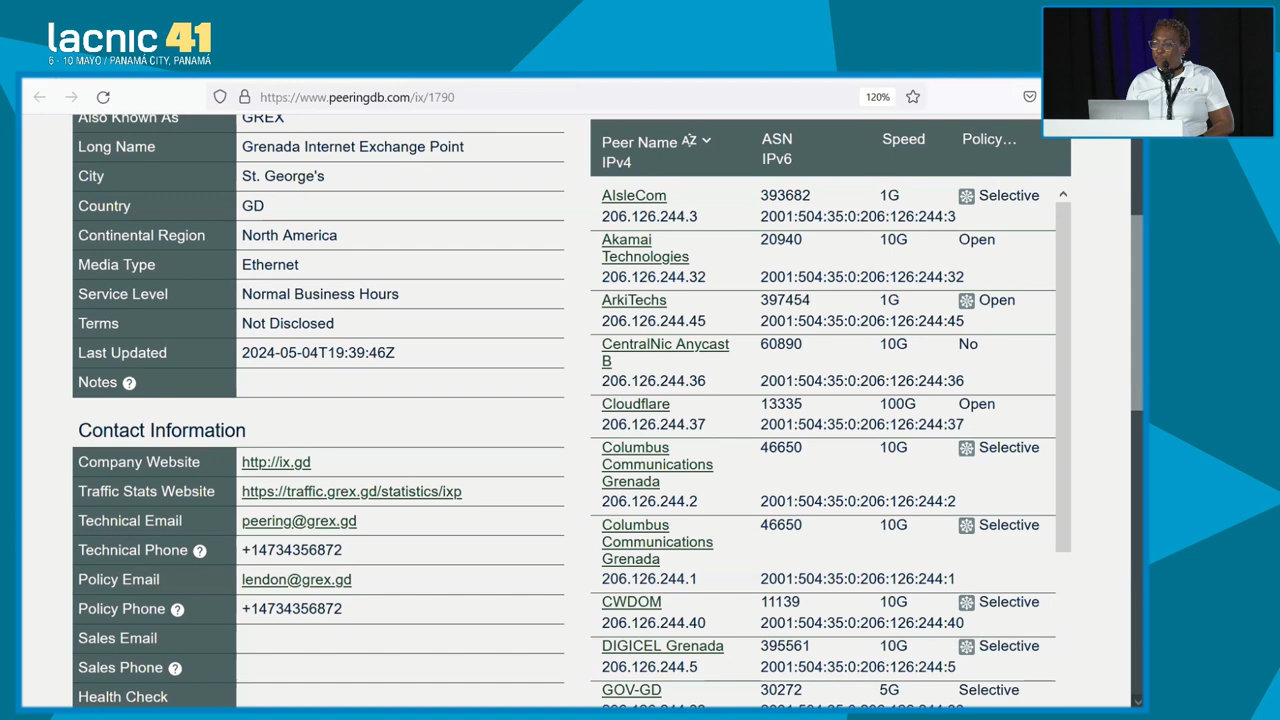 lacnic 41
6 - 10 MAYO / PANAMÁ CITY, PANAMÁ
https://www.peeringdb.com/ix/1790
120%
Also Known As GREX
Long Name Grenada Internet Exchange Point
City St. George's
Country GD
Continental Region North America
Media Type Ethernet
Service Level Normal Business Hours
Terms Not Disclosed
Last Updated 2024-05-04T19:39:46Z
Notes ?
Contact Information
Company Website http://ix.gd
Traffic Stats Website https://traffic.grex.gd/statistics/ixp
Technical Email peering@grex.gd
Technical Phone ? +14734356872
Policy Email lendon@grex.gd
Policy Phone ? +14734356872
Sales Email
Sales Phone ?
Health Check
Peer Name AZ ASN Speed Policy…
IPv4 IPv6
AIsleCom 393682 1G Selective
206.126.244.3 2001:504:35:0:206:126:244:3
Akamai 20940 10G Open
Technologies
206.126.244.32 2001:504:35:0:206:126:244:32
ArkiTechs 397454 1G Open
206.126.244.45 2001:504:35:0:206:126:244:45
CentralNic Anycast 60890 10G No
B
206.126.244.36 2001:504:35:0:206:126:244:36
Cloudflare 13335 100G Open
206.126.244.37 2001:504:35:0:206:126:244:37
Columbus 46650 10G Selective
Communications
Grenada
206.126.244.2 2001:504:35:0:206:126:244:2
Columbus 46650 10G Selective
Communications
Grenada
206.126.244.1 2001:504:35:0:206:126:244:1
CWDOM 11139 10G Selective
206.126.244.40 2001:504:35:0:206:126:244:40
DIGICEL Grenada 395561 10G Selective
206.126.244.5 2001:504:35:0:206:126:244:5
GOV-GD 30272 5G Selective